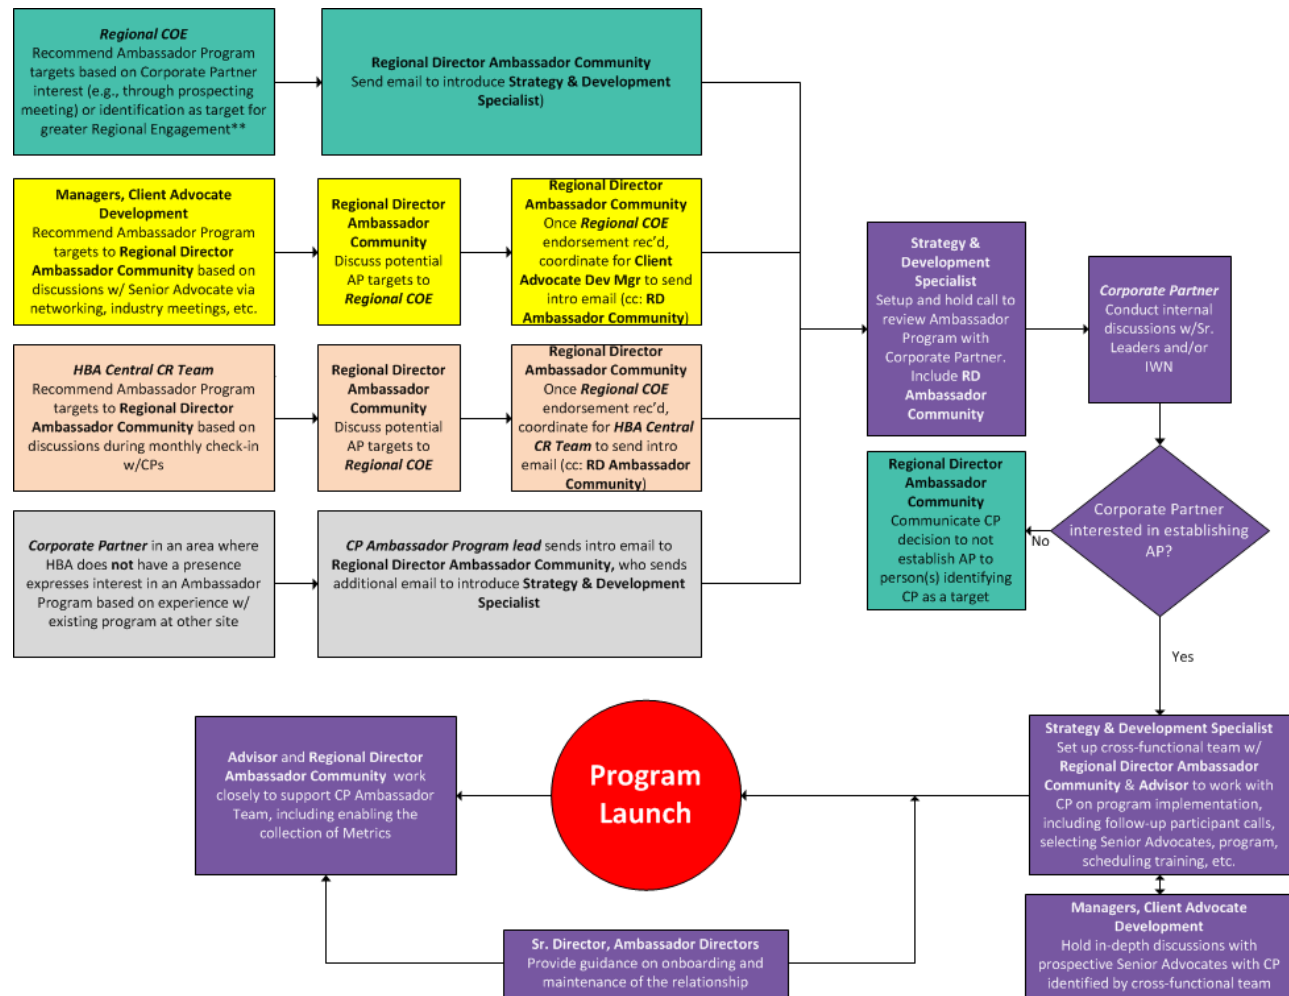 Regional COE
Recommend Ambassador Program
targets based on Corporate Partner
interest (e.g., through prospecting
meeting) or identification as target for
greater Regional Engagement**
Regional Director Ambassador Community
Send email to introduce Strategy & Development
Specialist)
Managers, Client Advocate
Development
Recommend Ambassador Program
targets to Regional Director
Ambassador Community based on
discussions w/ Senior Advocate via
networking, industry meetings, etc.
Regional Director
Ambassador
Community
Discuss potential
AP targets to
Regional COE
Regional Director
Ambassador Community
Once Regional COE
endorsement rec'd,
coordinate for Client
Advocate Dev Mgr to send
intro email (cc: RD
Ambassador Community)
HBA Central CR Team
Recommend Ambassador Program
targets to Regional Director
Ambassador Community based on
discussions during monthly check-in
w/CPs
Regional Director
Ambassador
Community
Discuss potential
AP targets to
Regional COE
Regional Director
Ambassador Community
Once Regional COE
endorsement rec'd,
coordinate for HBA Central
CR Team to send intro
email (cc: RD Ambassador
Community)
Corporate Partner in an area where
HBA does not have a presence
expresses interest in an Ambassador
Program based on experience w/
existing program at other site
CP Ambassador Program lead sends intro email to
Regional Director Ambassador Community, who sends
additional email to introduce Strategy & Development
Specialist
Strategy &
Development
Specialist
Setup and hold call to
review Ambassador
Program with
Corporate Partner.
Include RD
Ambassador
Community
Corporate Partner
Conduct internal
discussions w/Sr.
Leaders and/or
IWN
Corporate Partner
interested in establishing
AP?
No
Regional Director
Ambassador
Community
Communicate CP
decision to not
establish AP to
person(s) identifying
CP as a target
Yes
Strategy & Development Specialist
Set up cross-functional team w/
Regional Director Ambassador
Community & Advisor to work with
CP on program implementation,
including follow-up participant calls,
selecting Senior Advocates, program,
scheduling training, etc.
Managers, Client Advocate
Development
Hold in-depth discussions with
prospective Senior Advocates with CP
identified by cross-functional team
Program
Launch
Advisor and Regional Director
Ambassador Community work
closely to support CP Ambassador
Team, including enabling the
collection of Metrics
Sr. Director, Ambassador Directors
Provide guidance on onboarding and
maintenance of the relationship